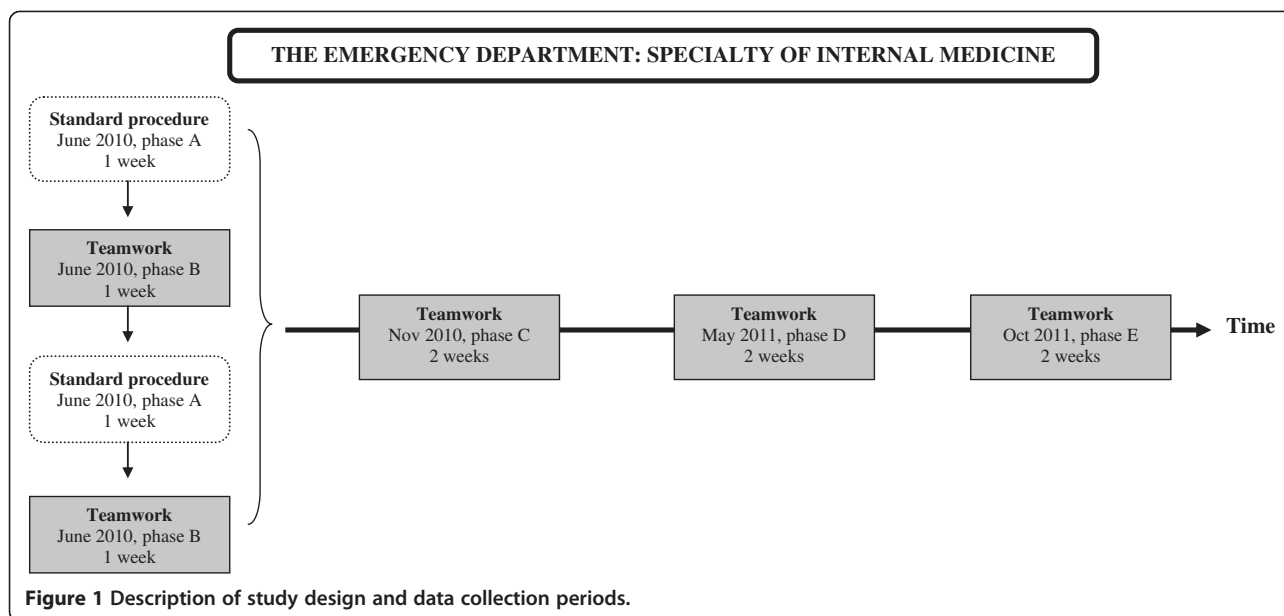 THE EMERGENCY DEPARTMENT: SPECIALTY OF INTERNAL MEDICINE
Standard procedure
June 2010, phase A
1 week
Teamwork
June 2010, phase B
1 week
Standard procedure
June 2010, phase A
1 week
Teamwork
June 2010, phase B
1 week
Teamwork
Nov 2010, phase C
2 weeks
Teamwork
May 2011, phase D
2 weeks
Teamwork
Oct 2011, phase E
2 weeks
Time
Figure 1 Description of study design and data collection periods.